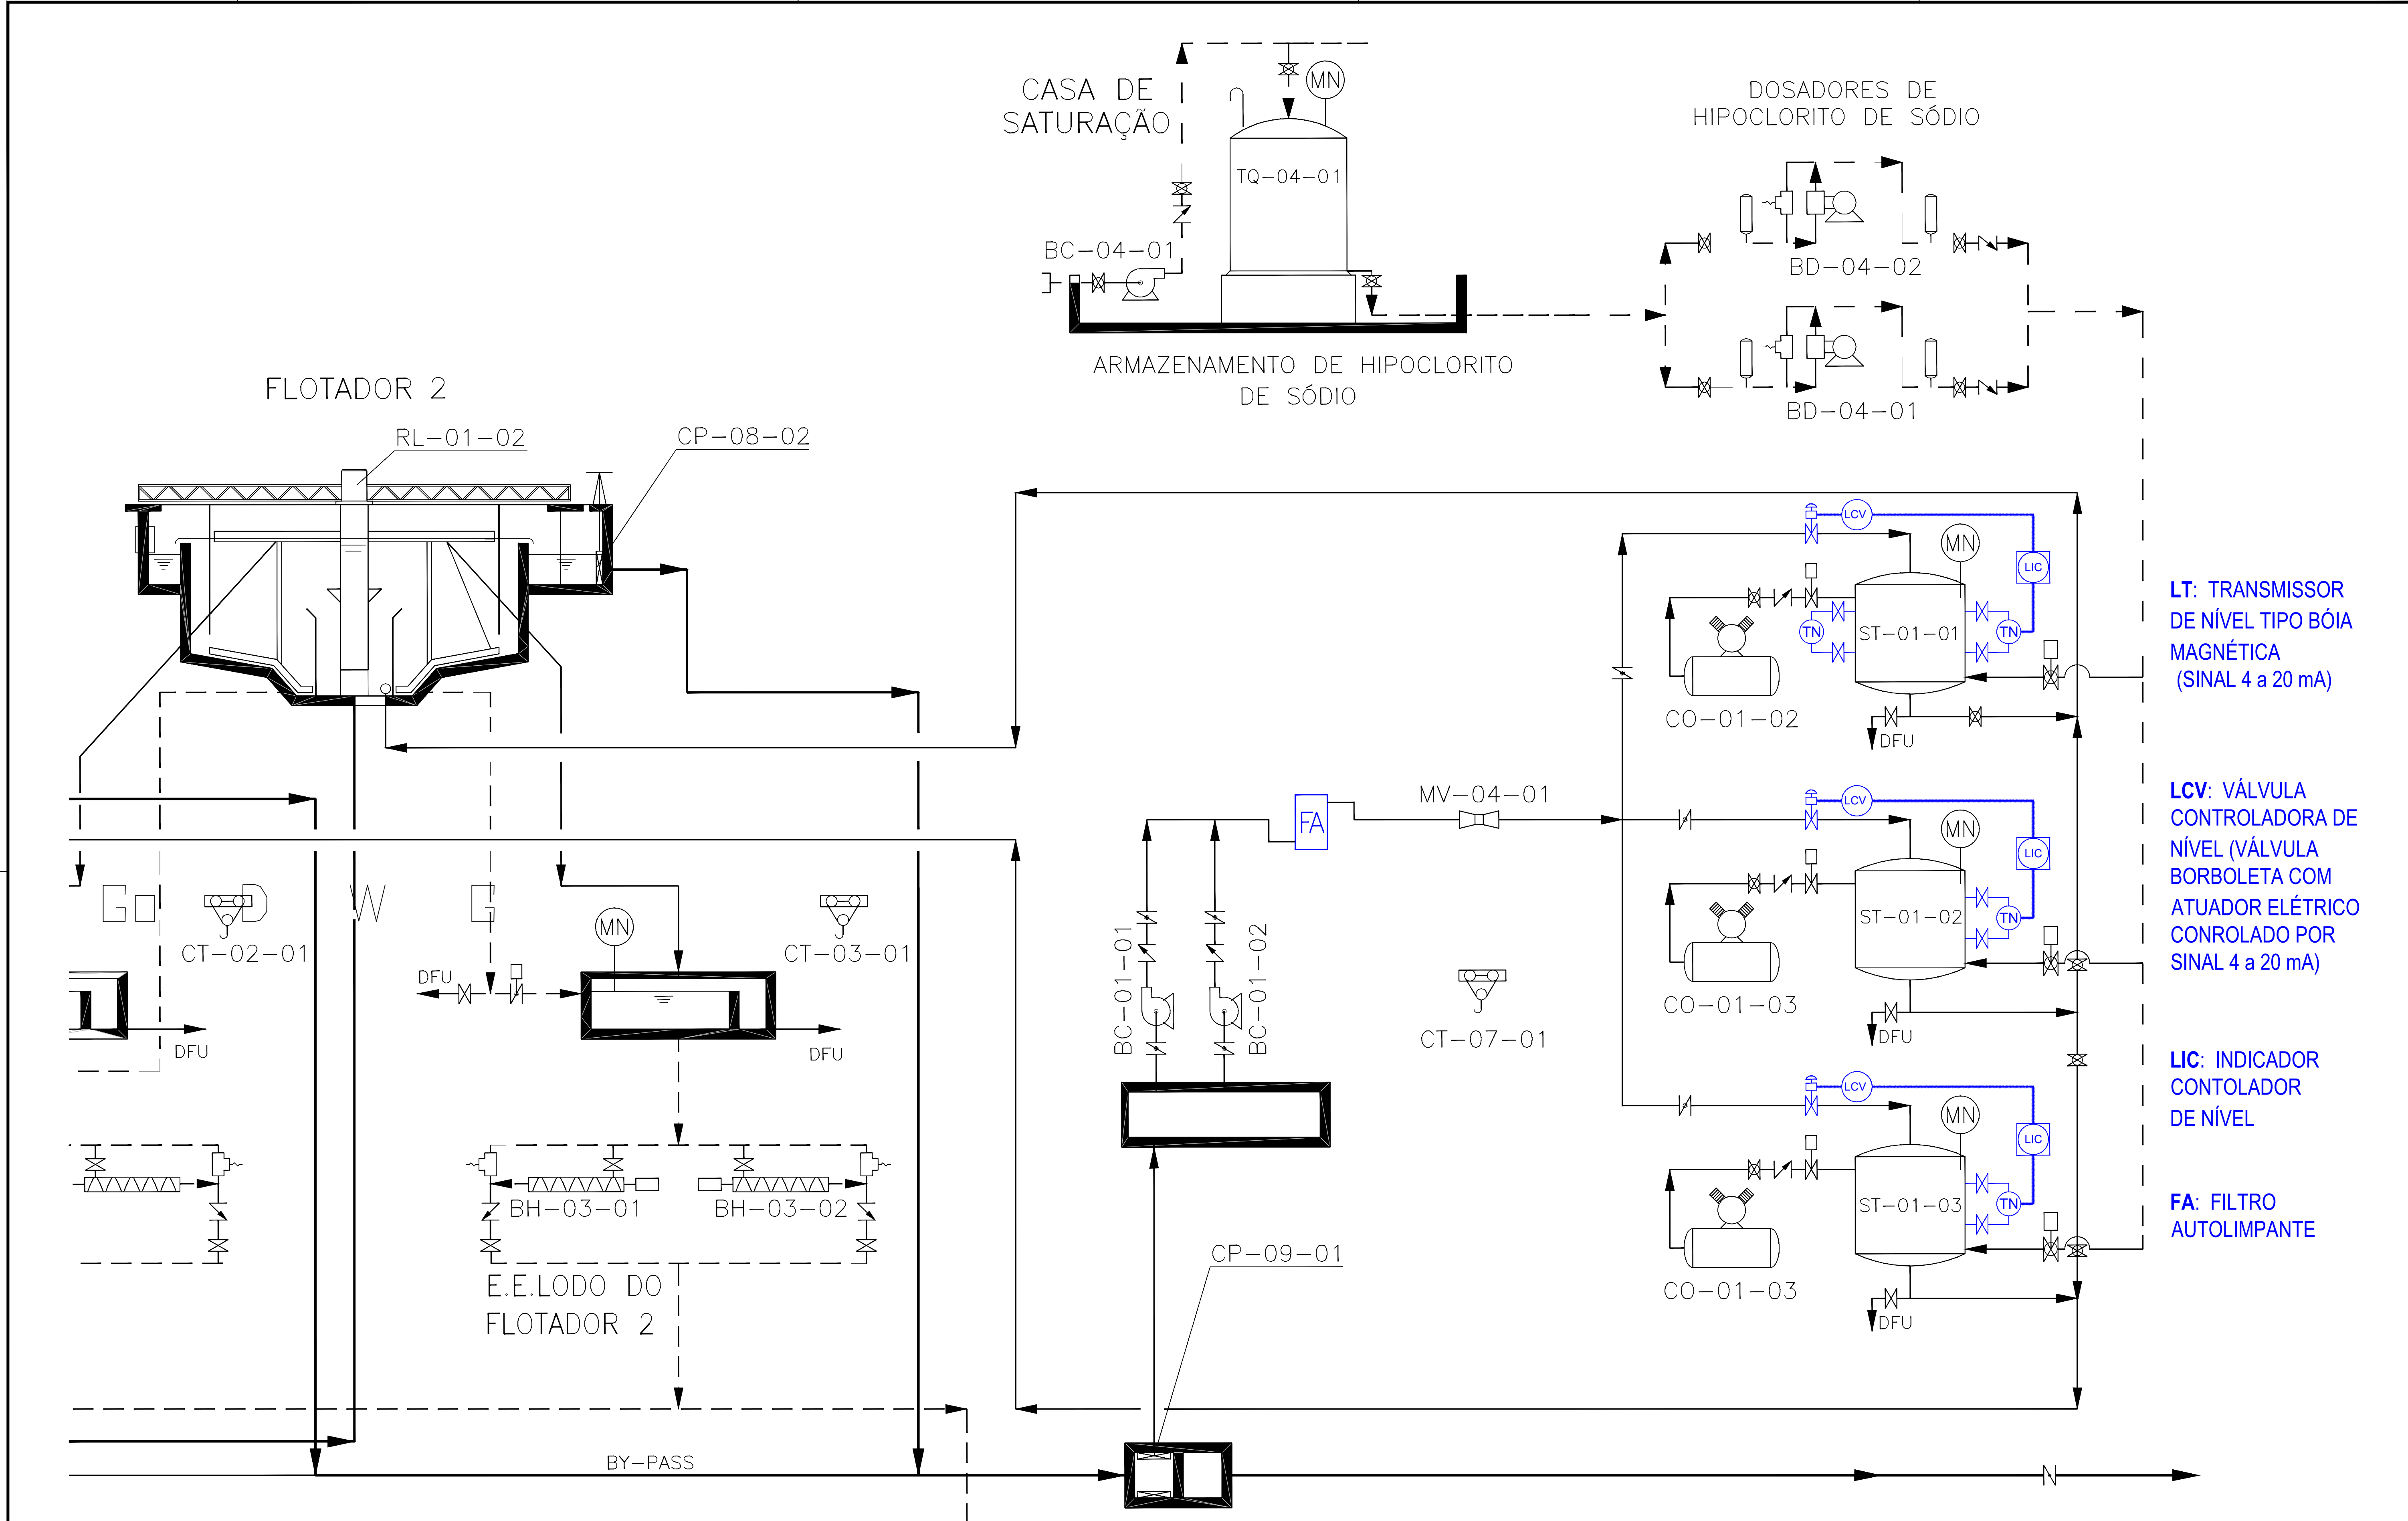 CASA DE
SATURAÇÃO
MN
TQ-04-01
BC-04-01
ARMAZENAMENTO DE HIPOCLORITO
DE SÓDIO
DOSADORES DE
HIPOCLORITO DE SÓDIO
BD-04-02
BD-04-01
FLOTADOR 2
RL-01-02
CP-08-02
LCV
MN
LIC
TN
ST-01-01
TN
CO-01-02
DFU
LT: TRANSMISSOR
DE NÍVEL TIPO BÓIA
MAGNÉTICA
(SINAL 4 a 20 mA)
MV-04-01
FA
LCV
MN
LIC
ST-01-02
TN
CO-01-03
DFU
LCV: VÁLVULA
CONTROLADORA DE
NÍVEL (VÁLVULA
BORBOLETA COM
ATUADOR ELÉTRICO
CONROLADO POR
SINAL 4 a 20 mA)
Go
D
W
G
CT-02-01
MN
CT-03-01
DFU
DFU
DFU
BC-01-01
BC-01-02
CT-07-01
LCV
MN
LIC
ST-01-03
TN
CO-01-03
DFU
LIC: INDICADOR
CONTOLADOR
DE NÍVEL
FA: FILTRO
AUTOLIMPANTE
BH-03-01
BH-03-02
E.E.LODO DO
FLOTADOR 2
CP-09-01
BY-PASS